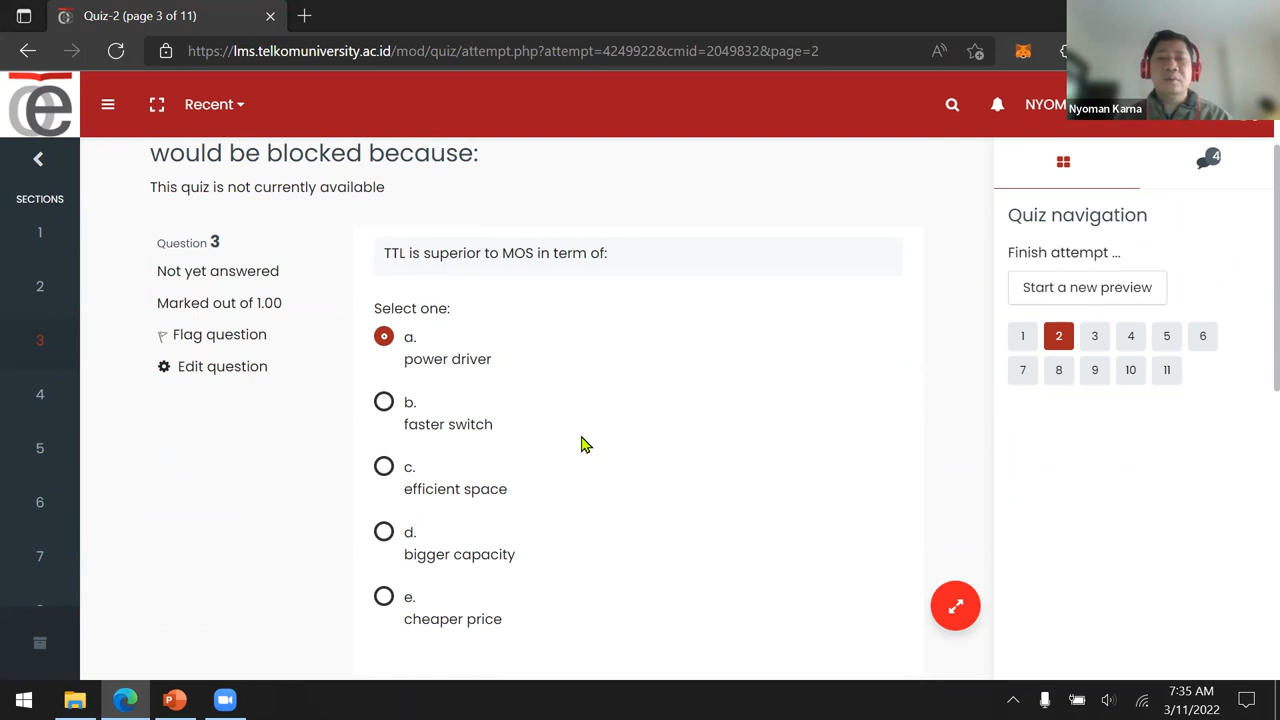 Quiz-2 (page 3 of 11)
https://lms.telkomuniversity.ac.id/mod/quiz/attempt.php?attempt=4249922&cmid=2049832&page=2
Nyoman Karna
Recent
NYOM
SECTIONS
1
2
3
4
5
6
7
would be blocked because:
This quiz is not currently available
Question 3
Not yet answered
Marked out of 1.00
Flag question
Edit question
TTL is superior to MOS in term of:
Select one:
a.
power driver
b.
faster switch
c.
efficient space
d.
bigger capacity
e.
cheaper price
4
Quiz navigation
Finish attempt ...
Start a new preview
1 2 3 4 5 6
7 8 9 10 11
7:35 AM
3/11/2022